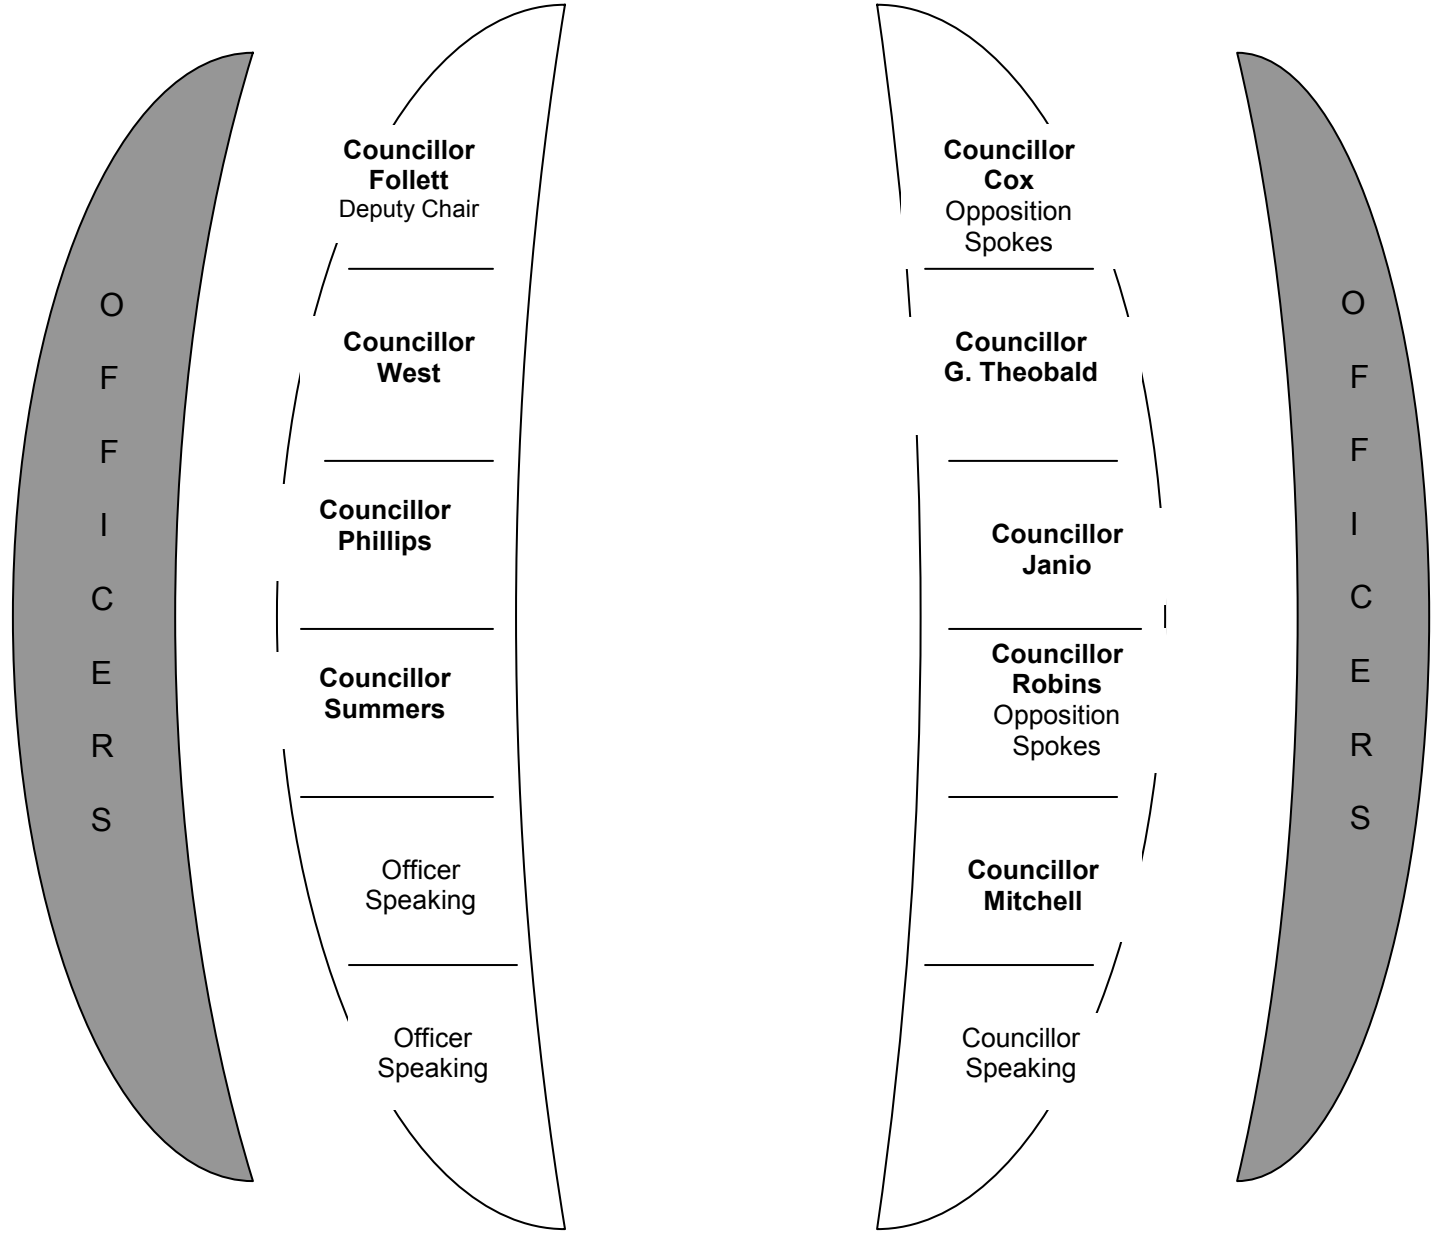 O
F
F
I
C
E
R
S
Councillor
Follett
Deputy Chair
Councillor
West
Councillor
Phillips
Councillor
Summers
Officer
Speaking
Officer
Speaking
Councillor
Cox
Opposition
Spokes
Councillor
G. Theobald
Councillor
Janio
Councillor
Robins
Opposition
Spokes
Councillor
Mitchell
Councillor
Speaking
O
F
F
I
C
E
R
S